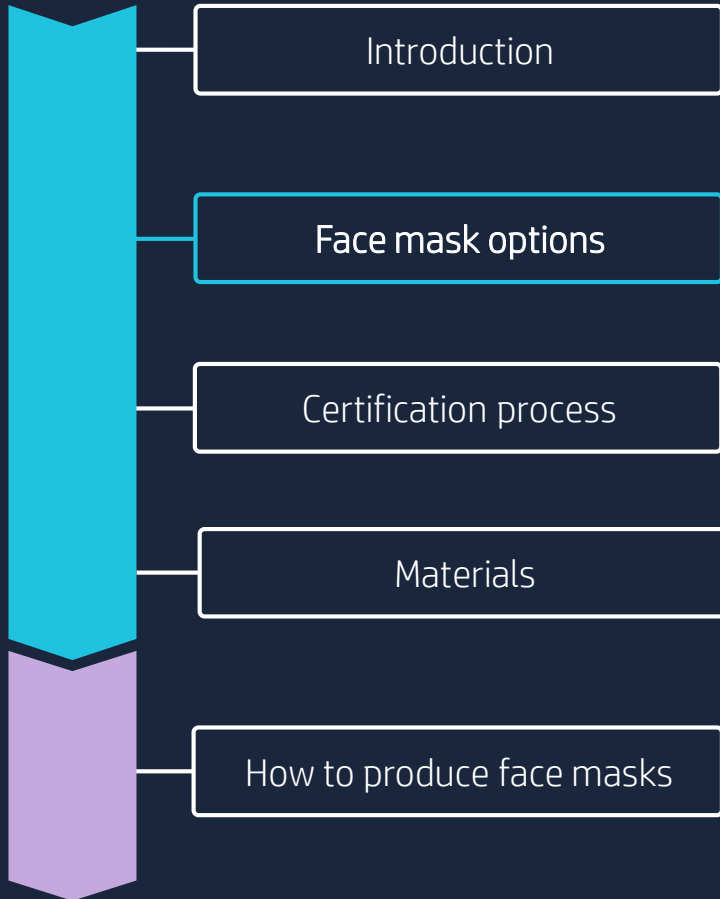 Introduction
Face mask options
Certification process
Materials
How to produce face masks